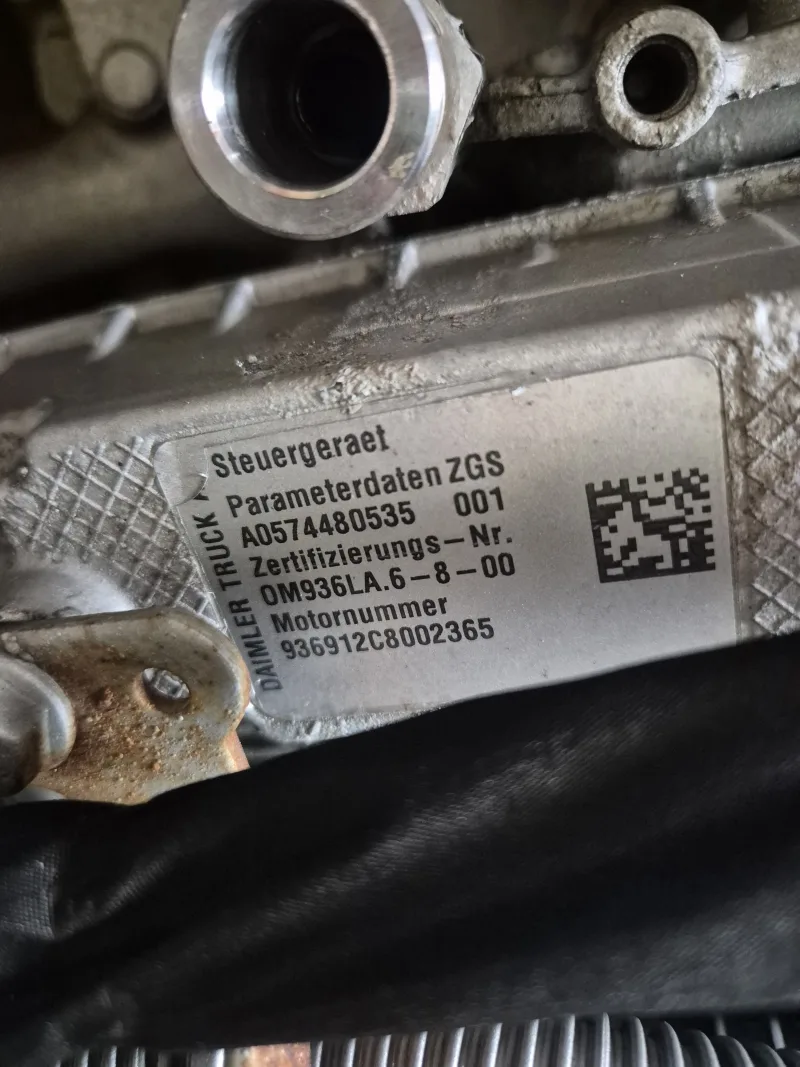 DAIMLER TRUCK A
Steuergeraet
Parameterdaten ZGS
A0574480535 001
Zertifizierungs-Nr.
OM936LA.6-8-00
Motornummer
936912C8002365